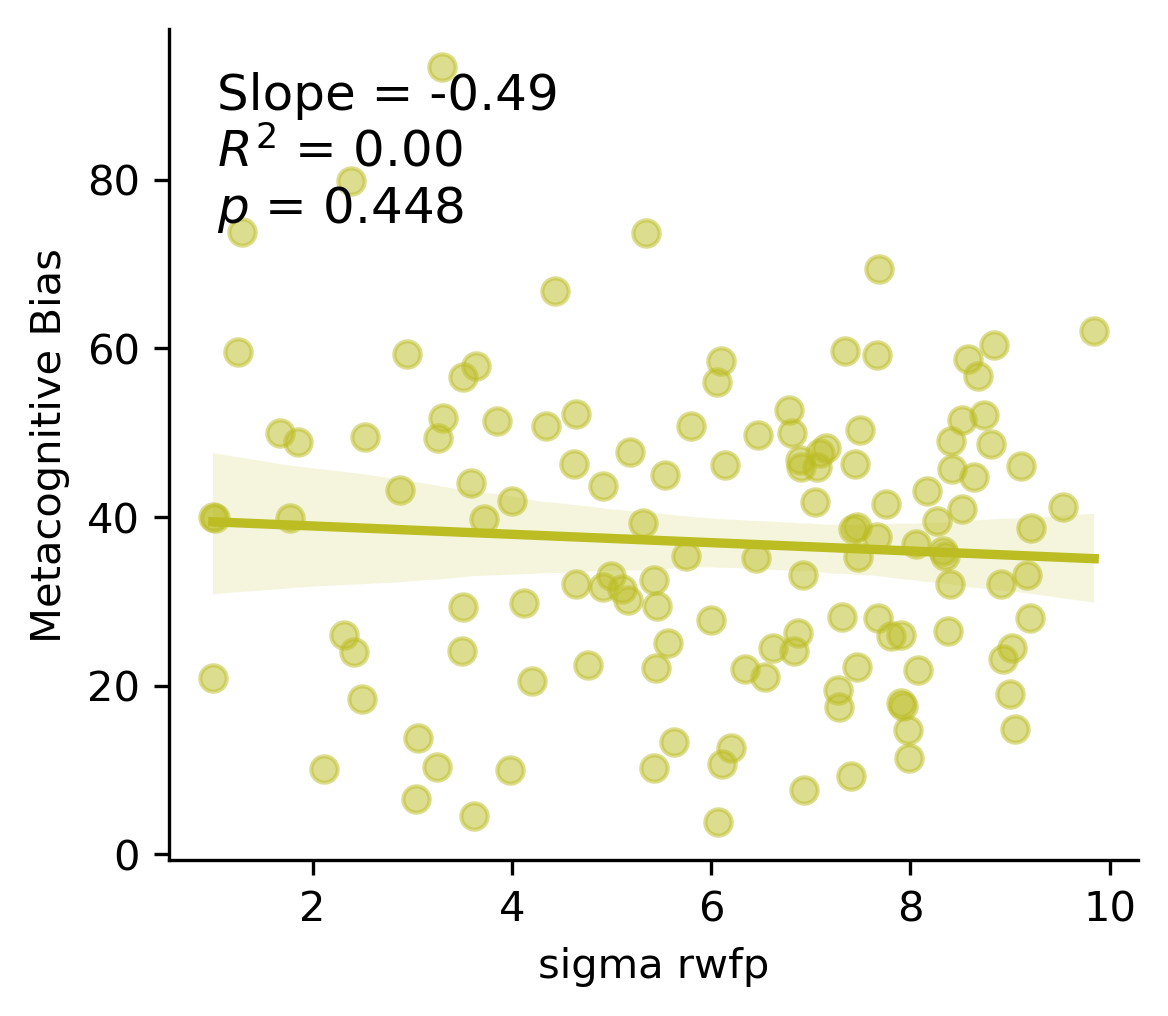 Slope = -0.49
R² = 0.00
p = 0.448
80
60
40
20
0
Metacognitive Bias
2 4 6 8 10
sigma rwfp